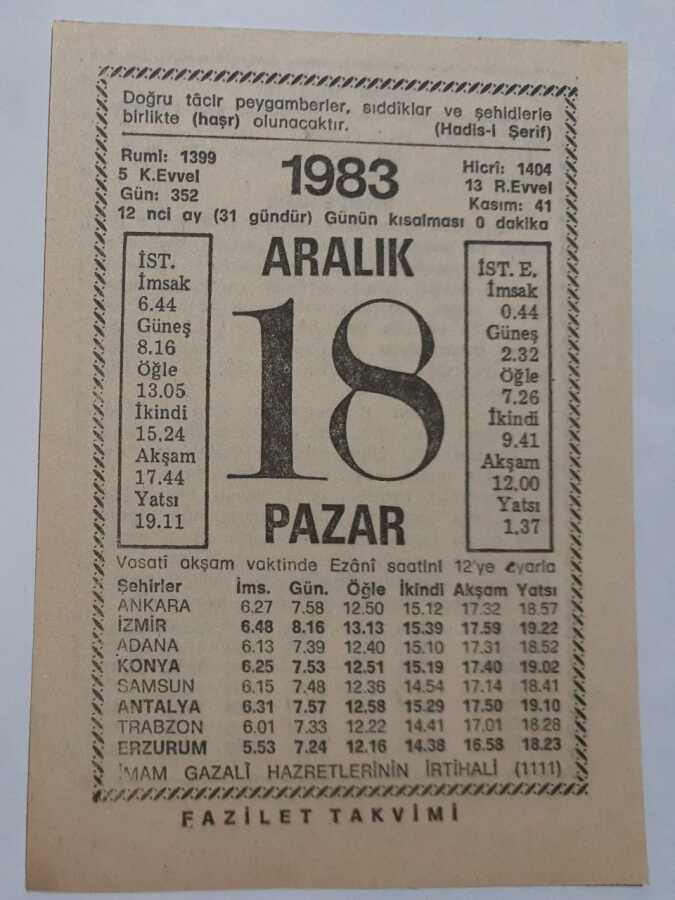 Doğru tâcir peygamberler, sıddîklar ve şehidlerle
birlikte (haşr) olunacaktır. (Hadis-i Şerif)
Rumî: 1399
5 K.Evvel
Gün: 352
1983
Hicrî: 1404
13 R.Evvel
Kasım: 41
12 nci ay (31 gündür) Günün kısalması 0 dakika
İST.
İmsak
6.44
Güneş
8.16
Öğle
13.05
İkindi
15.24
Akşam
17.44
Yatsı
19.11
ARALIK
18
PAZAR
İST. E.
İmsak
0.44
Güneş
2.32
Öğle
7.26
İkindi
9.41
Akşam
12.00
Yatsı
1.37
Vasatî akşam vaktinde Ezânî saatini 12'ye ayarla
Şehirler İms. Gün. Öğle İkindi Akşam Yatsı
ANKARA 6.27 7.58 12.50 15.12 17.32 18.57
İZMİR 6.48 8.16 13.13 15.39 17.59 19.22
ADANA 6.13 7.39 12.40 15.10 17.31 18.52
KONYA 6.25 7.53 12.51 15.19 17.40 19.02
SAMSUN 6.15 7.48 12.36 14.54 17.14 18.41
ANTALYA 6.31 7.57 12.58 15.29 17.50 19.10
TRABZON 6.01 7.33 12.22 14.41 17.01 18.28
ERZURUM 5.53 7.24 12.16 14.38 16.58 18.23
İMAM GAZALÎ HAZRETLERİNİN İRTİHALİ (1111)
FAZİLET TAKVİMİ